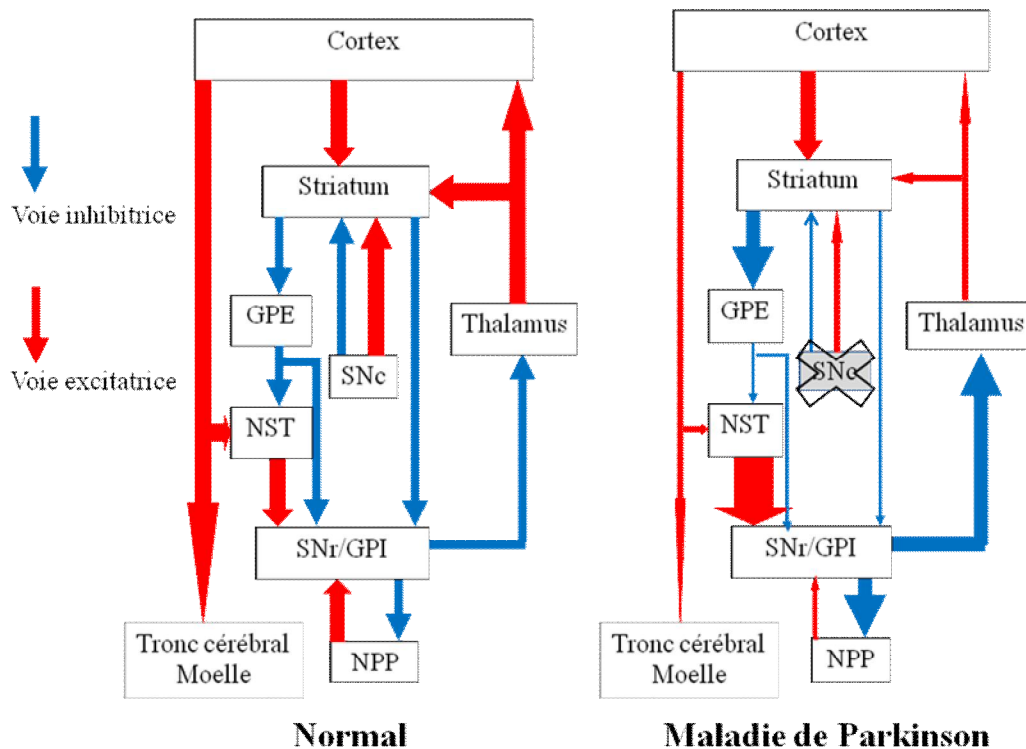 Cortex
Striatum
Voie inhibitrice
GPE
Thalamus
Voie excitatrice
SNc
NST
SNr/GPI
Tronc cérébral
Moelle
NPP
Normal
Cortex
Striatum
GPE
Thalamus
SNc
NST
SNr/GPI
Tronc cérébral
Moelle
NPP
Maladie de Parkinson